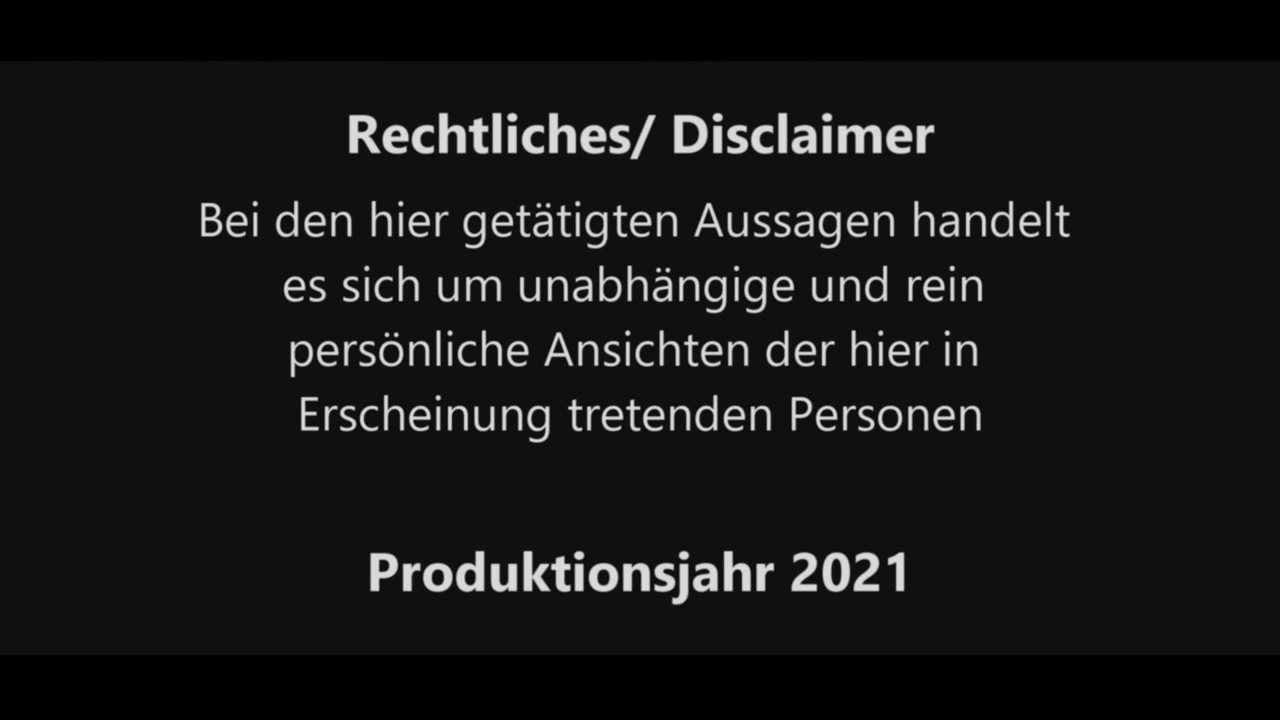 Rechtliches/ Disclaimer
Bei den hier getätigten Aussagen handelt
es sich um unabhängige und rein
persönliche Ansichten der hier in
Erscheinung tretenden Personen
Produktionsjahr 2021